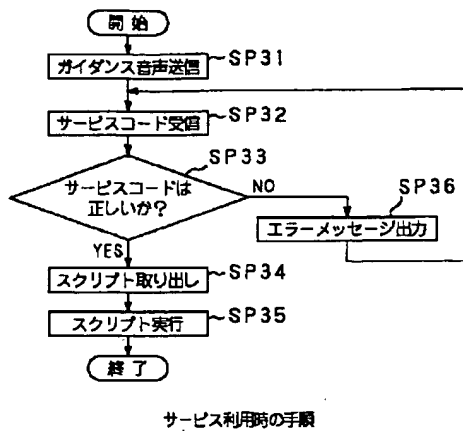 開始
ガイダンス音声送信
SP31
サービスコード受信
SP32
サービスコードは
正しいか?
SP33
NO
YES
エラーメッセージ出力
SP36
スクリプト取り出し
SP34
スクリプト実行
SP35
終了
サービス利用時の手順